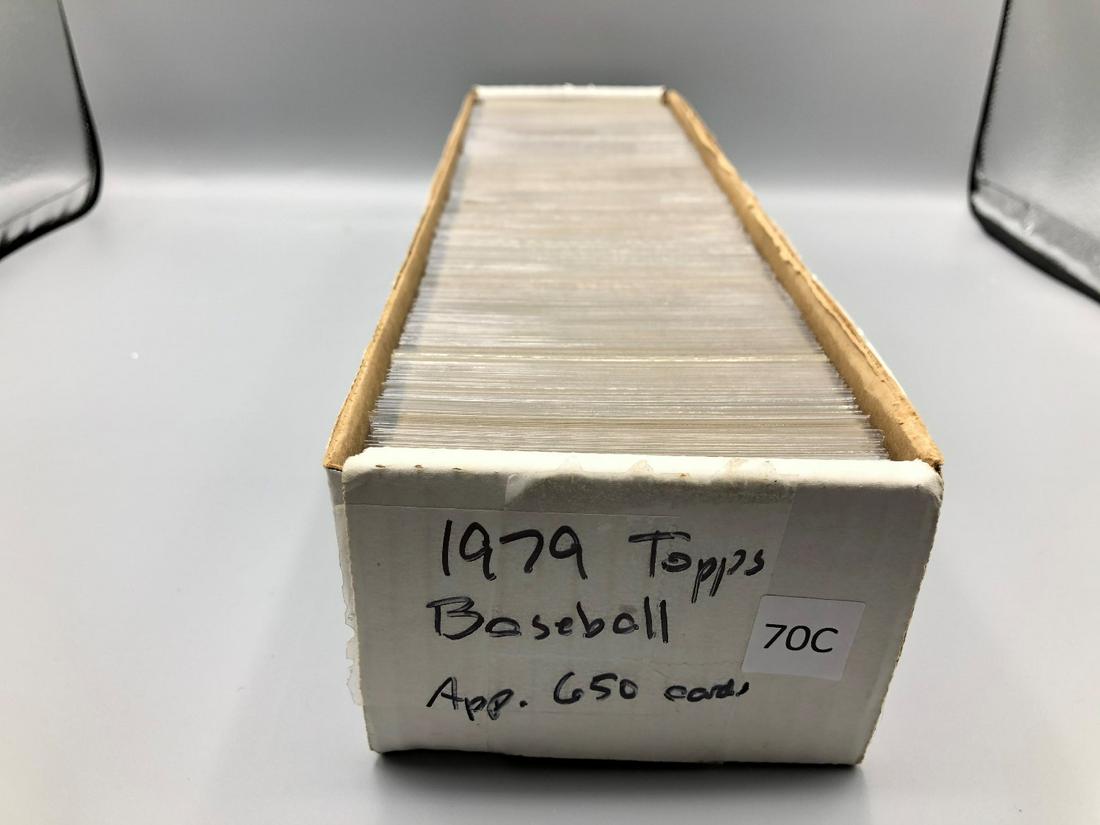 1979 Topps
Baseball
70C
App. 650 cards